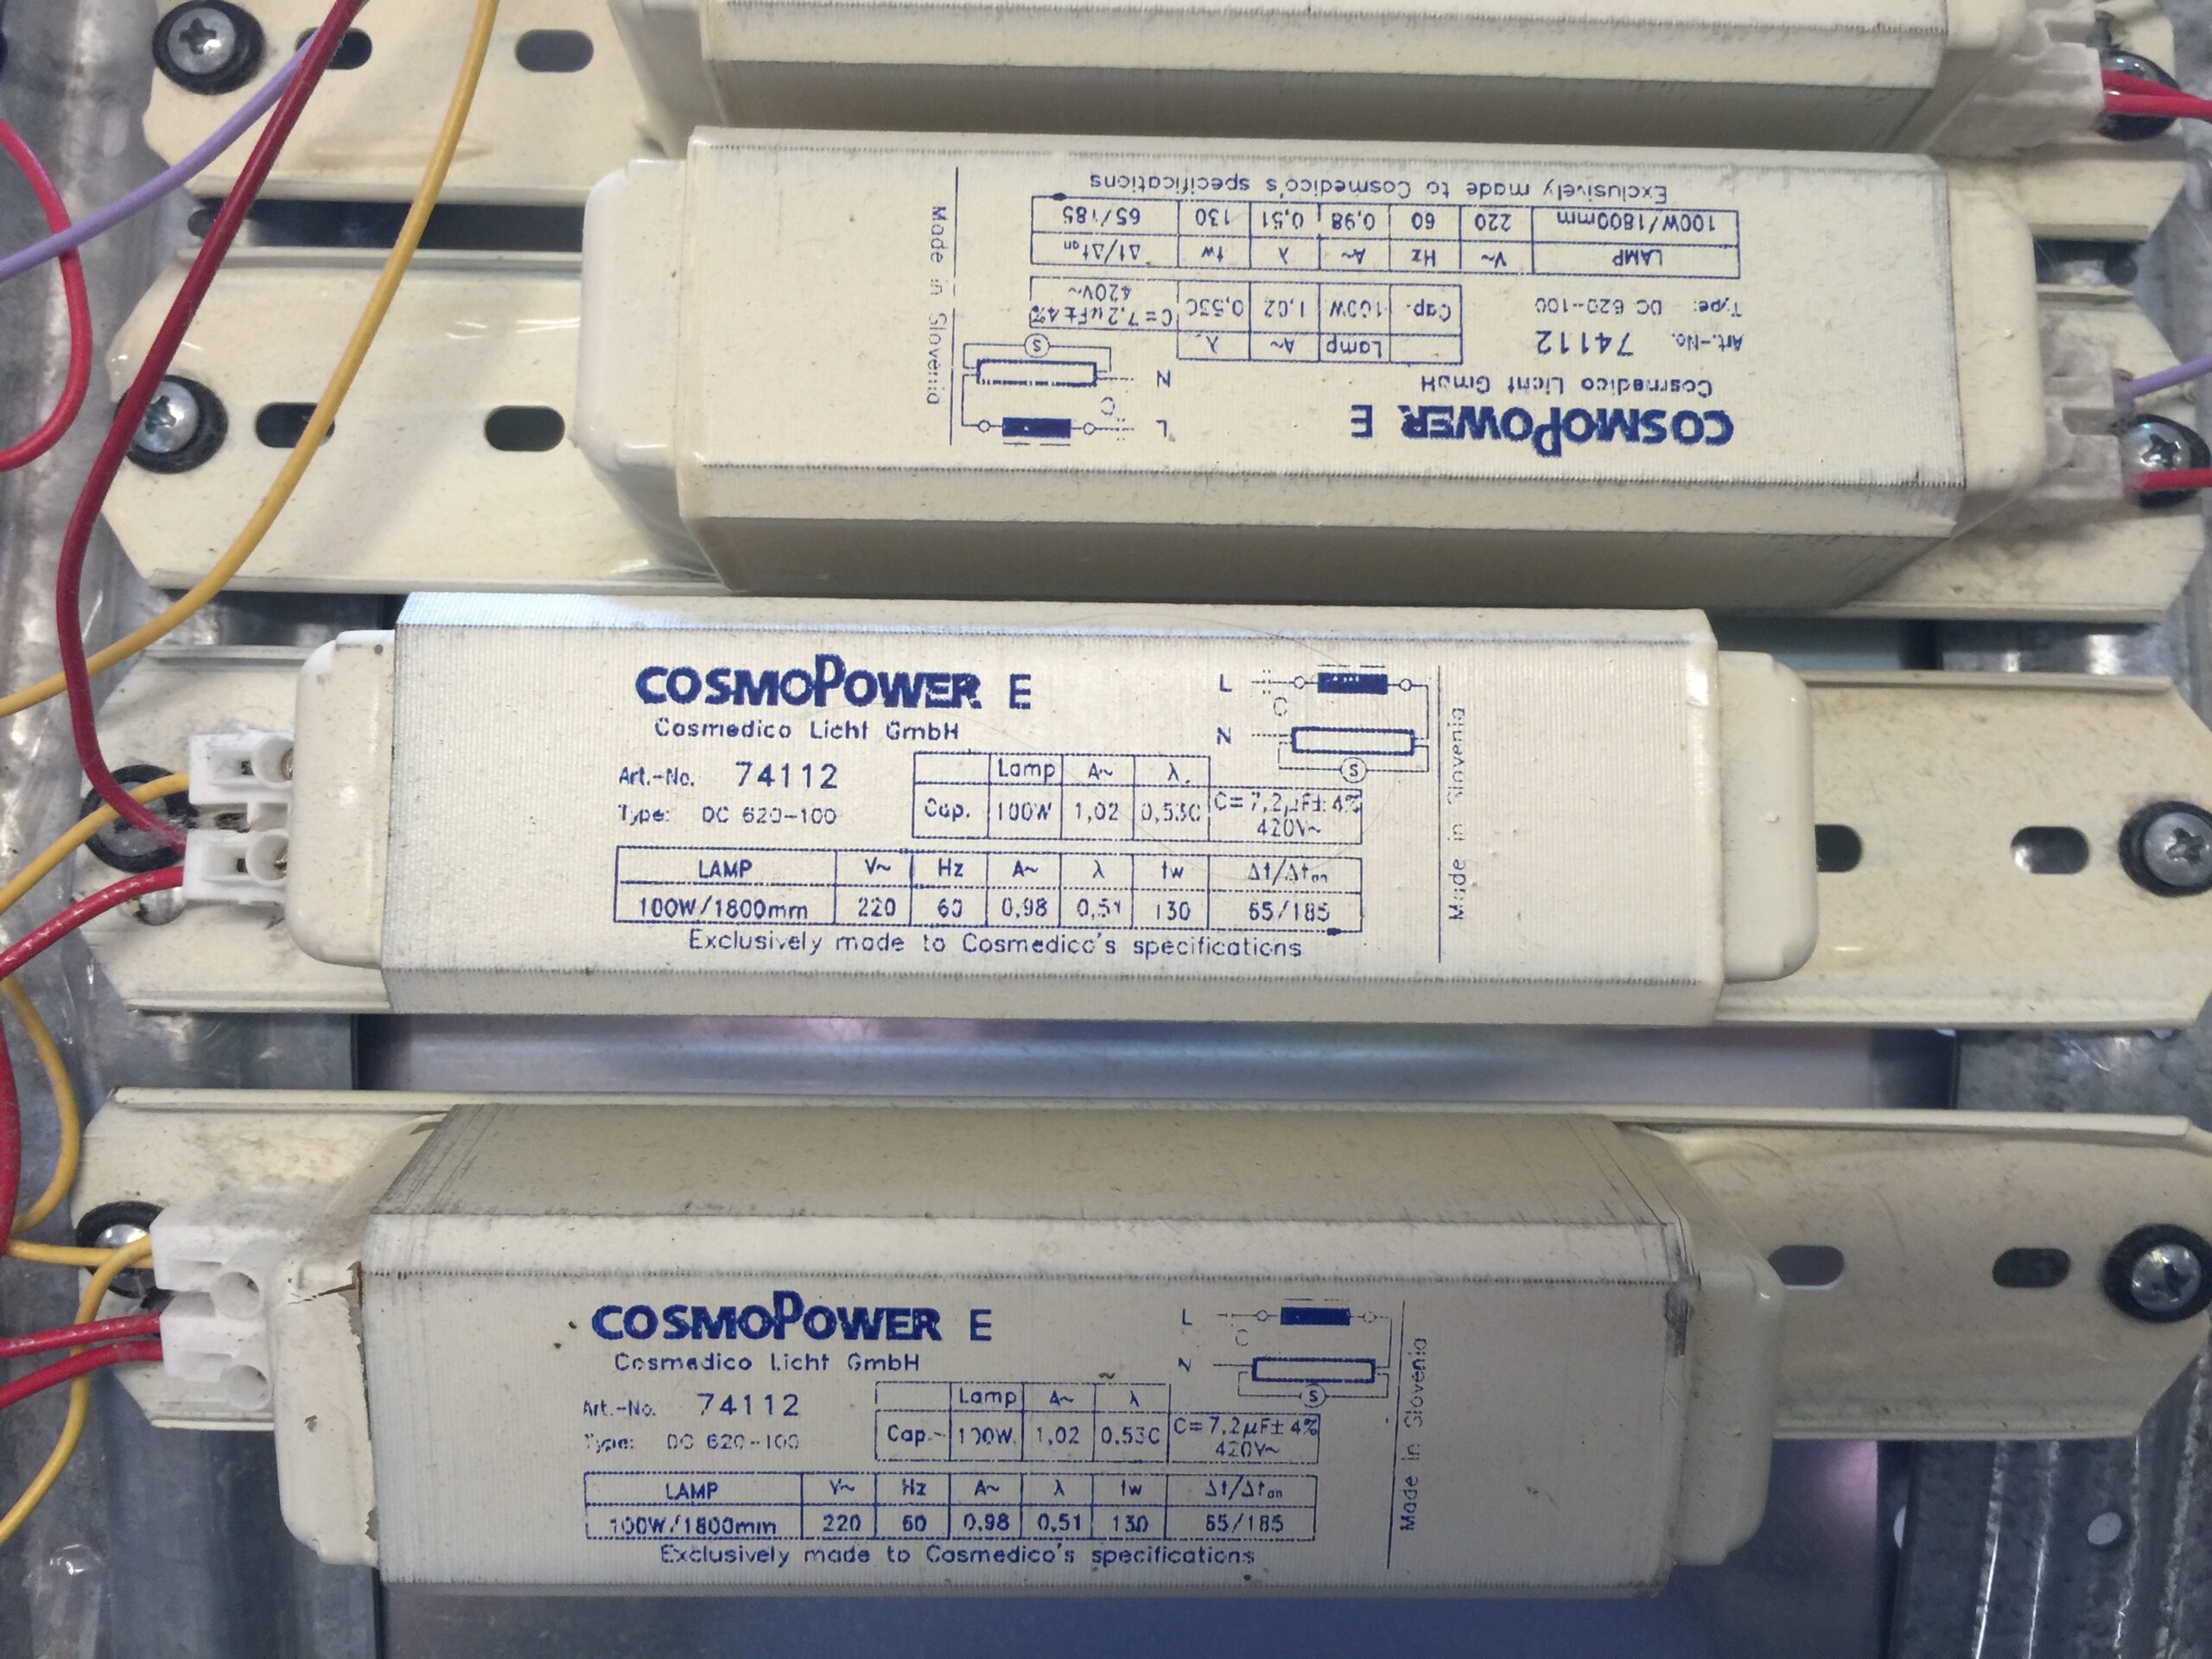 Exclusively made to Cosmedico's specifications
100W/1800mm 220 60 0,98 0,51 130 65/185
LAMP V~ Hz A~ λ tw Δt/Δtan
Type: DC 620-100 Cap. 100W 1,02 0,53C C=7,2µF±4%
420V~
Art.-No. 74112 Lamp A~ λ
Cosmedico Licht GmbH
COSMOPOWER E
N
C
L
S
Made in Slovenia
COSMOPOWER E
Cosmedico Licht GmbH
Art.-No. 74112
Type: DC 620-100
Lamp A~ λ
Cap. 100W 1,02 0,53C C=7,2µF±4%
420V~
LAMP V~ Hz A~ λ tw Δt/Δtan
100W/1800mm 220 60 0,98 0,51 130 65/185
Exclusively made to Cosmedico's specifications
L
C
N
S
Made in Slovenia
COSMOPOWER E
Cosmedico Licht GmbH
Art.-No. 74112
Type: DC 620-100
Lamp A~ λ
Cap. 100W 1,02 0,53C C=7,2µF±4%
420V~
LAMP V~ Hz A~ λ tw Δt/Δtan
100W/1800mm 220 60 0,98 0,51 130 65/185
Exclusively made to Cosmedico's specifications
L
C
N
S
Made in Slovenia